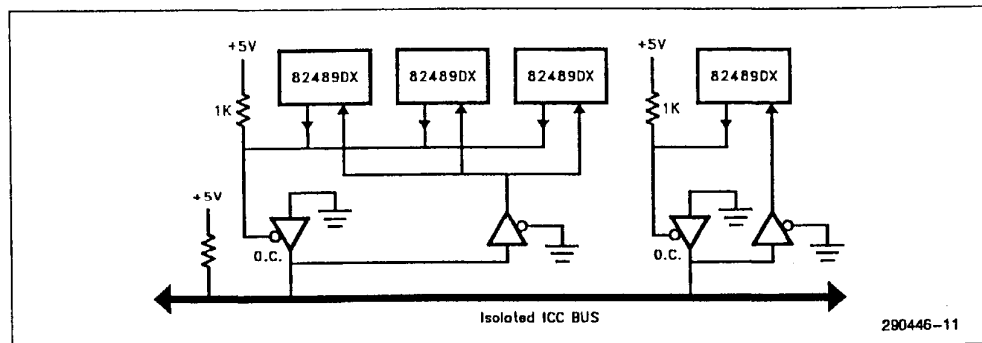 +5V
82489DX
82489DX
82489DX
+5V
82489DX
1K
1K
+5V
O.C.
O.C.
Isolated ICC BUS
290446-11